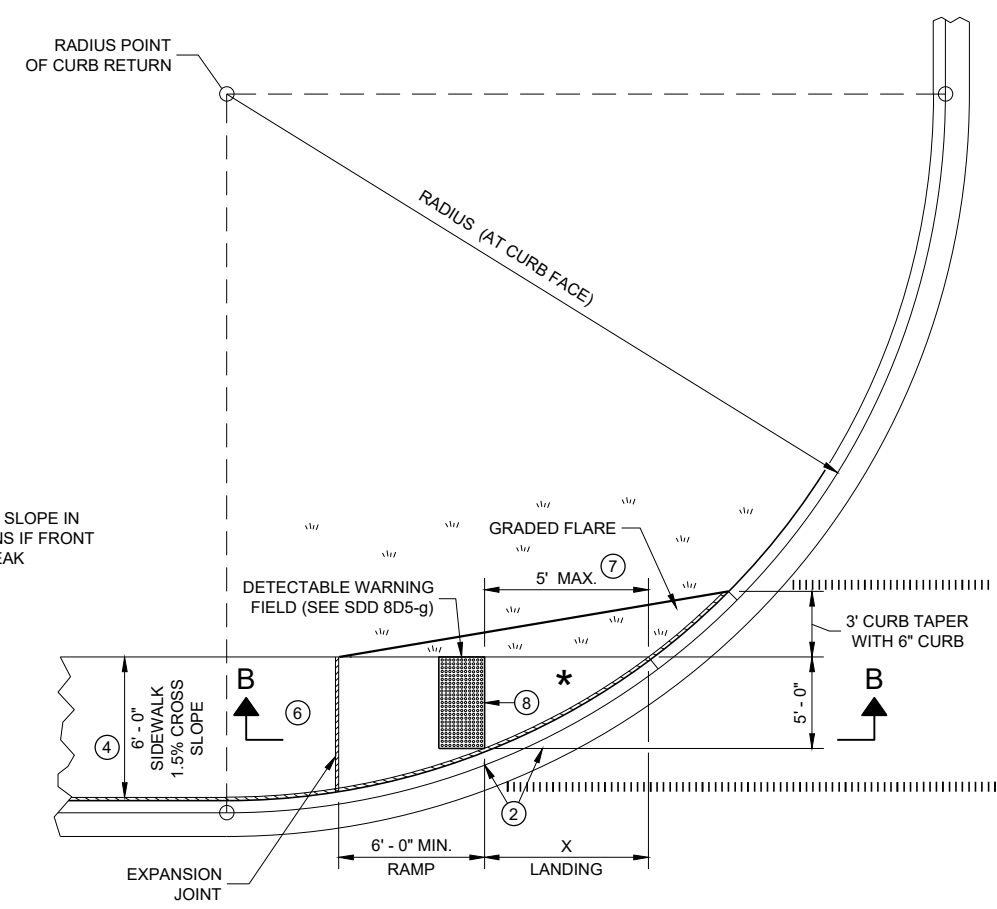 RADIUS POINT
OF CURB RETURN
RADIUS (AT CURB FACE)
SLOPE IN
IF FRONT
GRADED FLARE
5' MAX.
7
DETECTABLE WARNING
FIELD (SEE SDD 8D5-g)
3' CURB TAPER
WITH 6" CURB
B
B
*
4
6' - 0"
SIDEWALK
1.5% CROSS
SLOPE
6
8
5' - 0"
2
6' - 0" MIN.
RAMP
X
LANDING
EXPANSION
JOINT